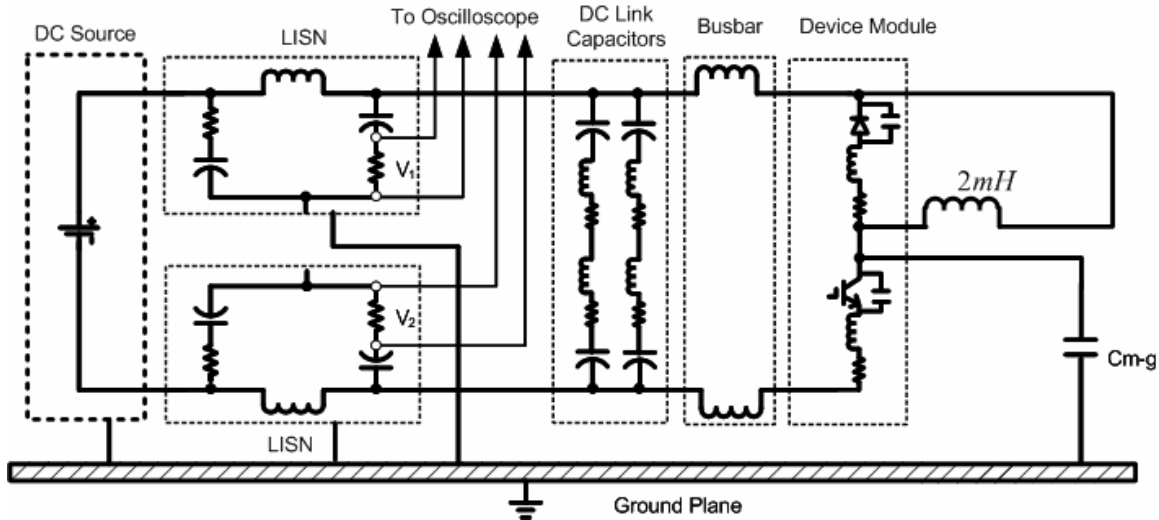 To Oscilloscope
DC Link
Capacitors
DC Source
LISN
Busbar
Device Module
V1
2mH
V2
Cm-g
LISN
Ground Plane